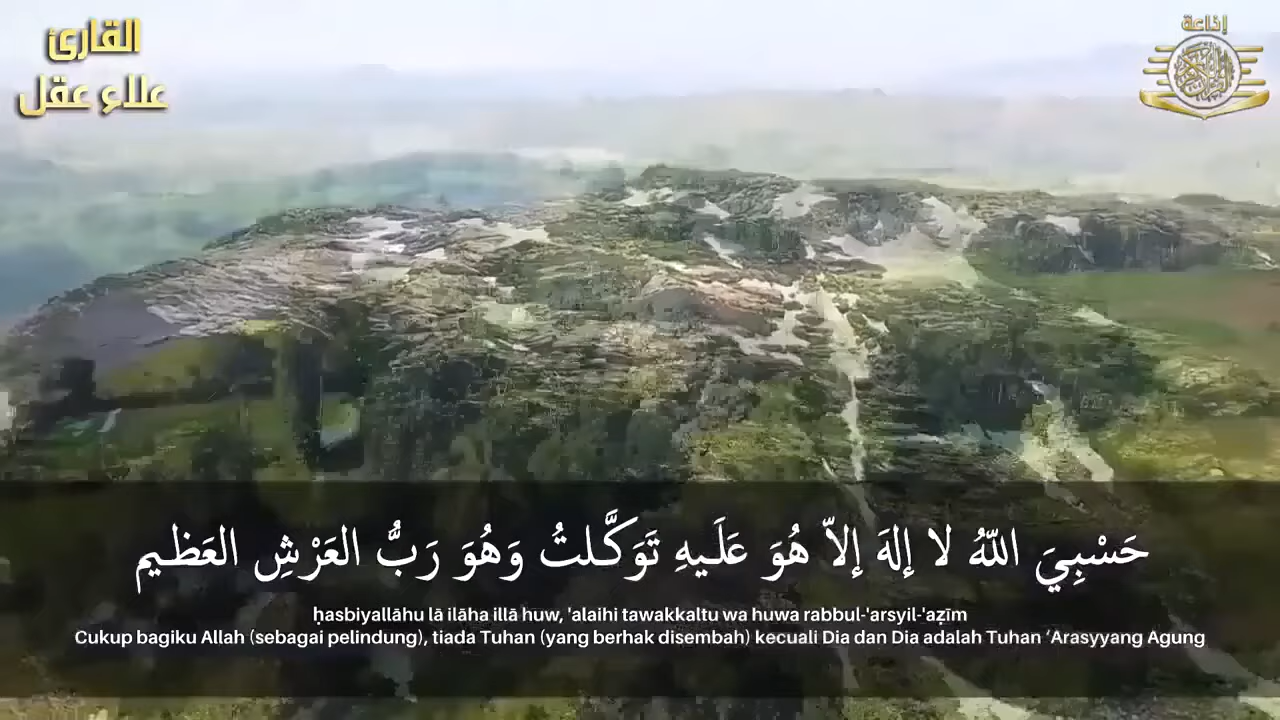 القارئ
علاء عقل
إذاعة
حَسْبِيَ اللّهُ لا إلهَ إلاّ هُوَ عَلَيهِ تَوَكَّلتُ وَهُوَ رَبُّ العَرْشِ العَظيم
ḥasbiyallāhu lā ilāha illā huw, 'alaihi tawakkaltu wa huwa rabbul-'arsyil-'aẓīm
Cukup bagiku Allah (sebagai pelindung), tiada Tuhan (yang berhak disembah) kecuali Dia dan Dia adalah Tuhan ‘Arasyyang Agung